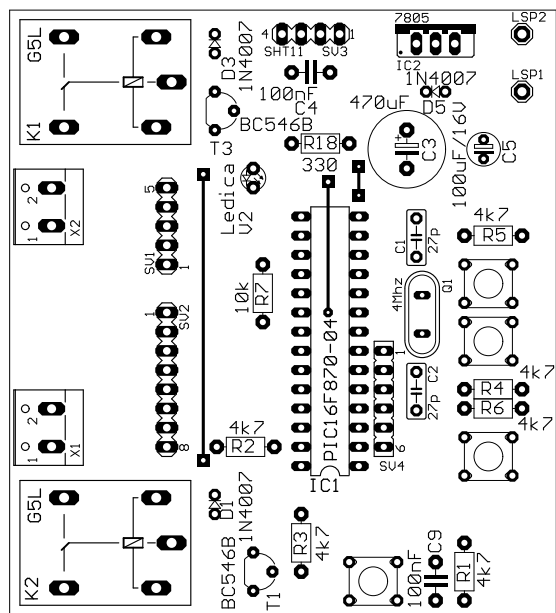 G5L
K1
D3
1N4007
4
1
SHT11
SV3
100nF
C4
BC546B
T3
7805
IC2
1N4007
D5
LSP2
LSP1
470uF
C3
100uF/16V
C5
R18
330
Ledica
V2
2
1
X2
5
SV1
1
1
SV2
8
10k
R7
PIC16F870-04
IC1
C1
27p
4Mhz
Q1
C2
27p
1
6
SV4
4k7
R5
4k7
R4
R6
4k7
2
1
X1
4k7
R2
G5L
K2
D1
1N4007
BC546B
T1
R3
4k7
100nF
C9
R1
4k7